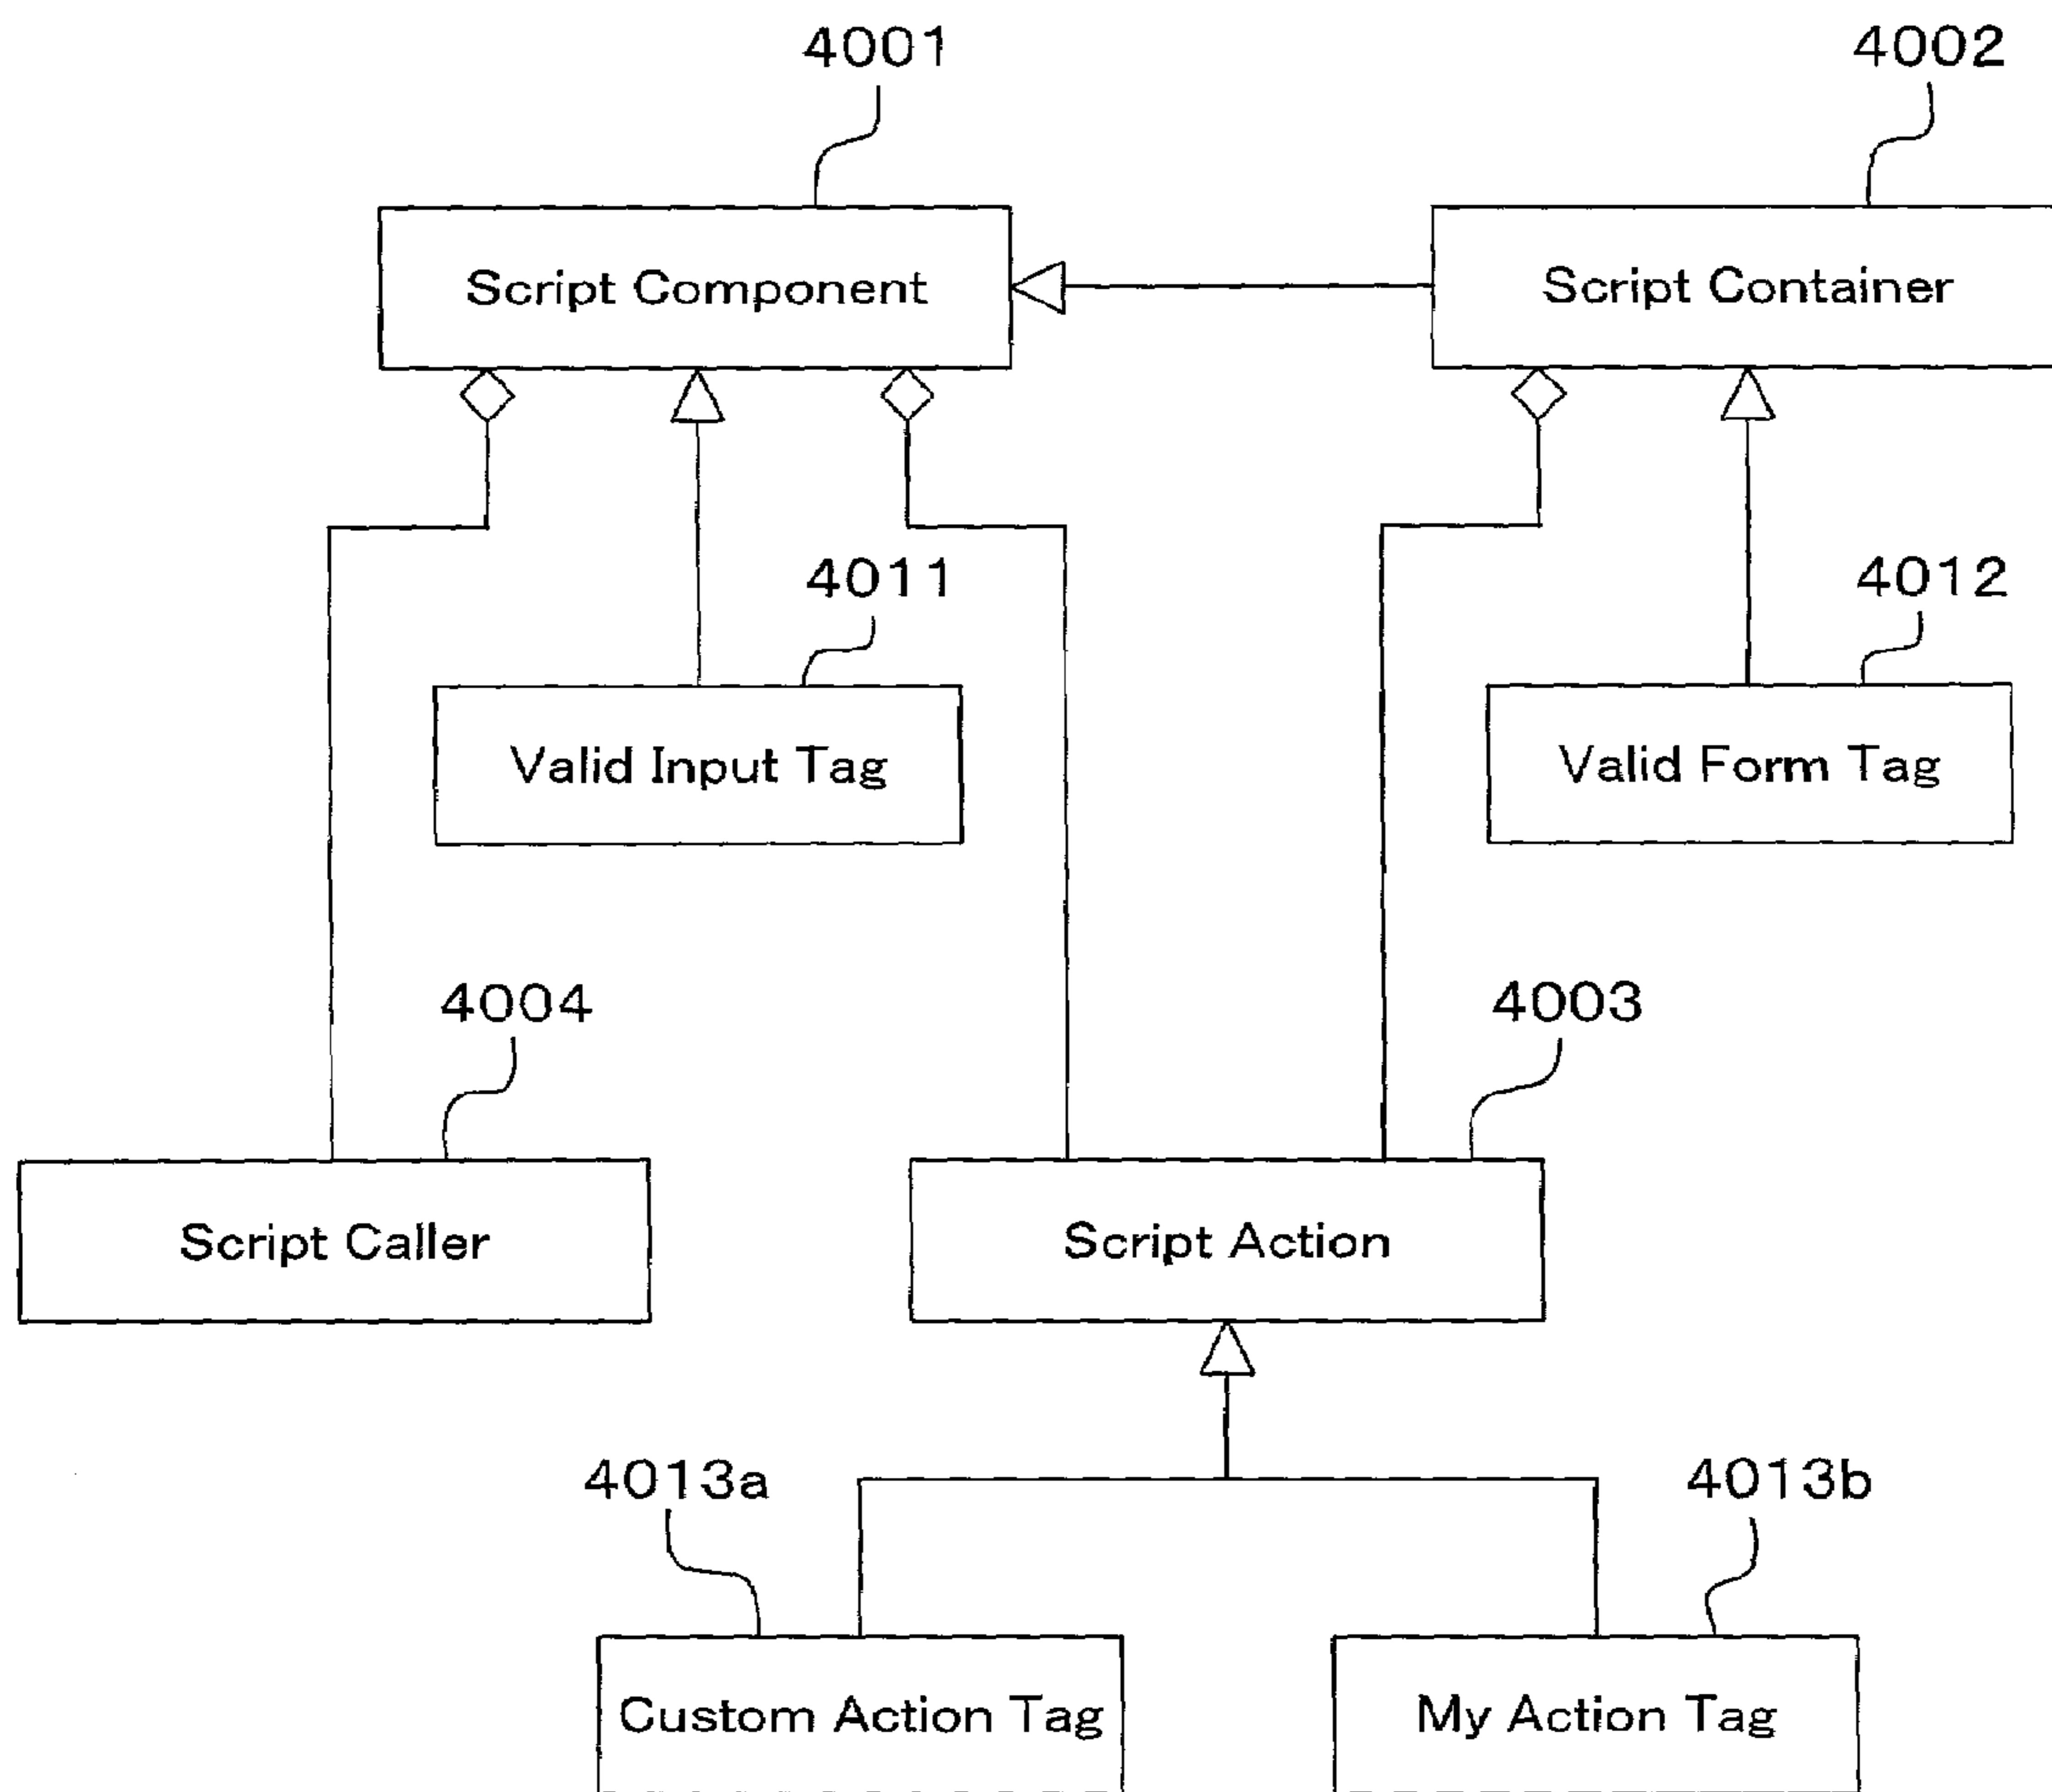 4001
4002
Script Component
Script Container
4011
4012
Valid Input Tag
Valid Form Tag
4004
4003
Script Caller
Script Action
4013a
4013b
Custom Action Tag
My Action Tag